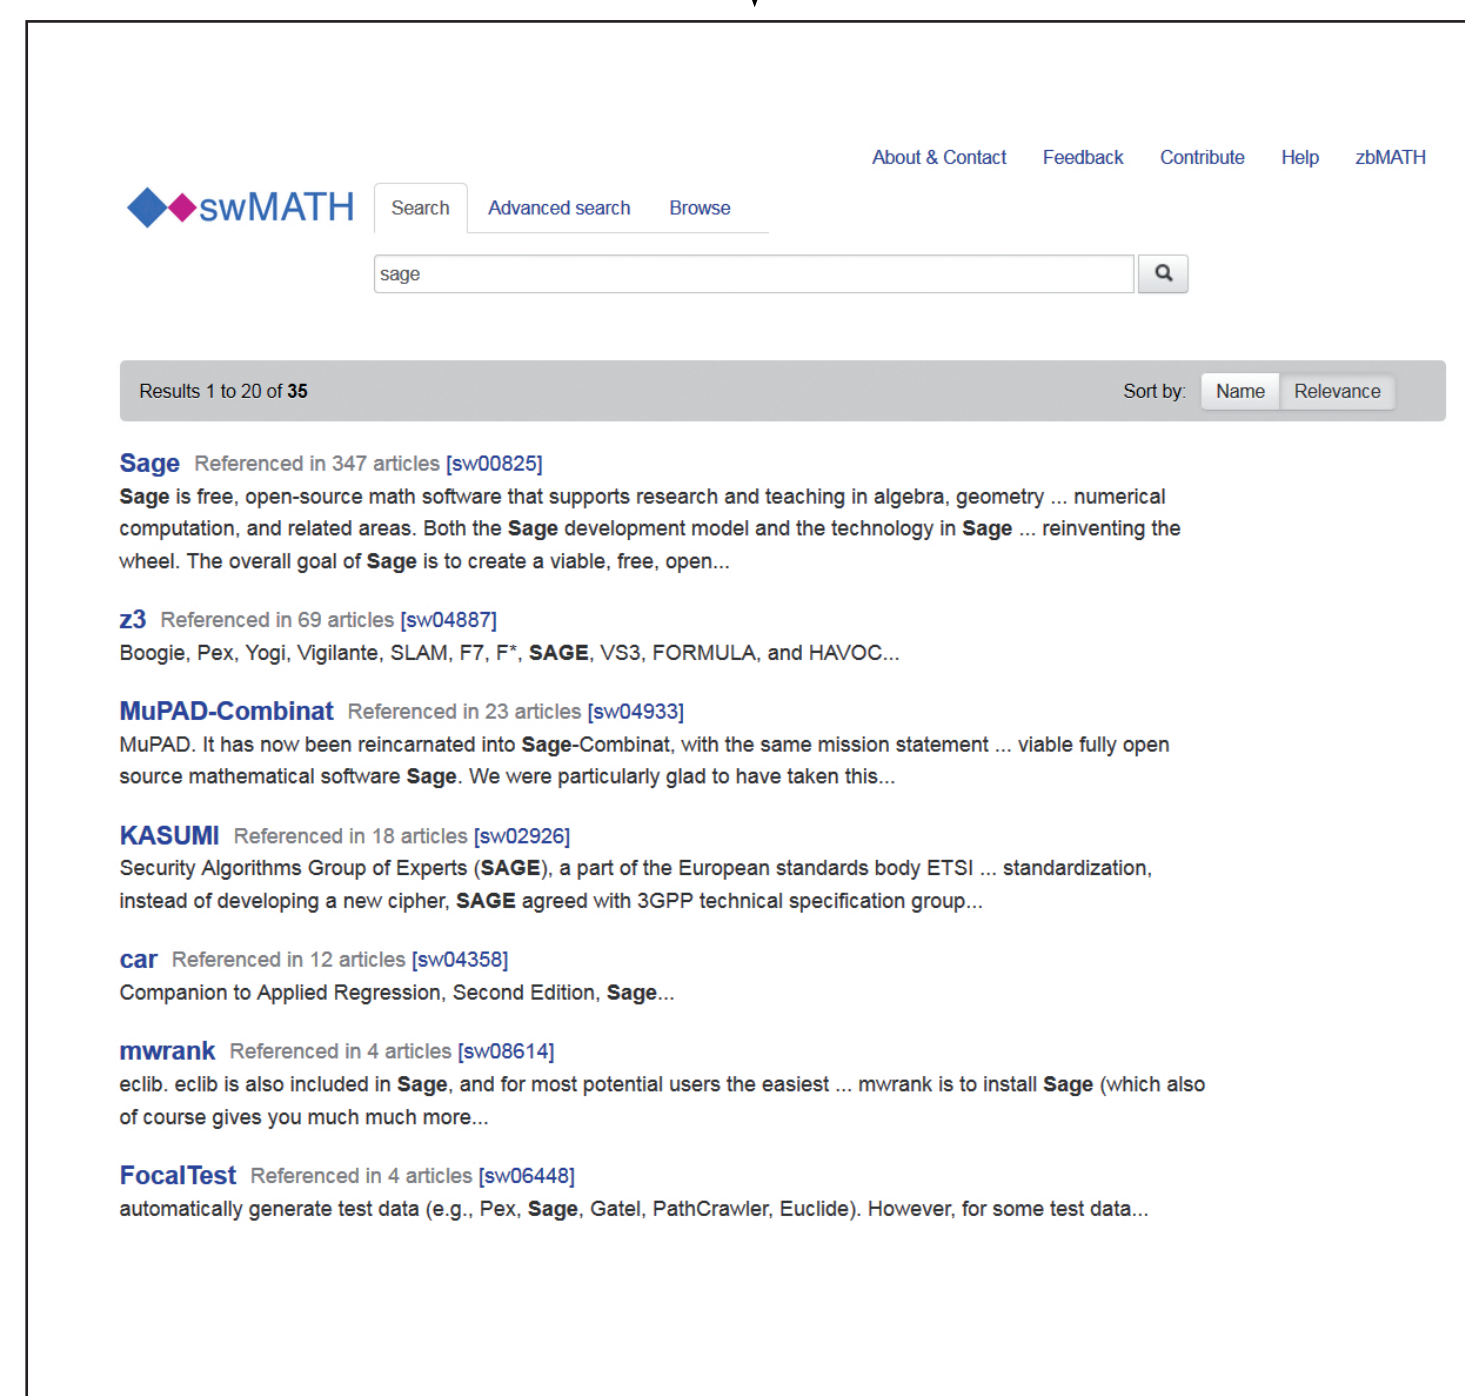 About & Contact Feedback Contribute Help zbMATH
swMATH Search Advanced search Browse
sage
Results 1 to 20 of 35 Sort by: Name Relevance
Sage Referenced in 347 articles [sw00825]
Sage is free, open-source math software that supports research and teaching in algebra, geometry ... numerical
computation, and related areas. Both the Sage development model and the technology in Sage ... reinventing the
wheel. The overall goal of Sage is to create a viable, free, open...
z3 Referenced in 69 articles [sw04887]
Boogie, Pex, Yogi, Vigilante, SLAM, F7, F*, SAGE, VS3, FORMULA, and HAVOC...
MuPAD-Combinat Referenced in 23 articles [sw04933]
MuPAD. It has now been reincarnated into Sage-Combinat, with the same mission statement ... viable fully open
source mathematical software Sage. We were particularly glad to have taken this...
KASUMI Referenced in 18 articles [sw02926]
Security Algorithms Group of Experts (SAGE), a part of the European standards body ETSI ... standardization,
instead of developing a new cipher, SAGE agreed with 3GPP technical specification group...
car Referenced in 12 articles [sw04358]
Companion to Applied Regression, Second Edition, Sage...
mwrank Referenced in 4 articles [sw08614]
eclib. eclib is also included in Sage, and for most potential users the easiest ... mwrank is to install Sage (which also
of course gives you much much more...
FocalTest Referenced in 4 articles [sw06448]
automatically generate test data (e.g., Pex, Sage, Gatel, PathCrawler, Euclide). However, for some test data...